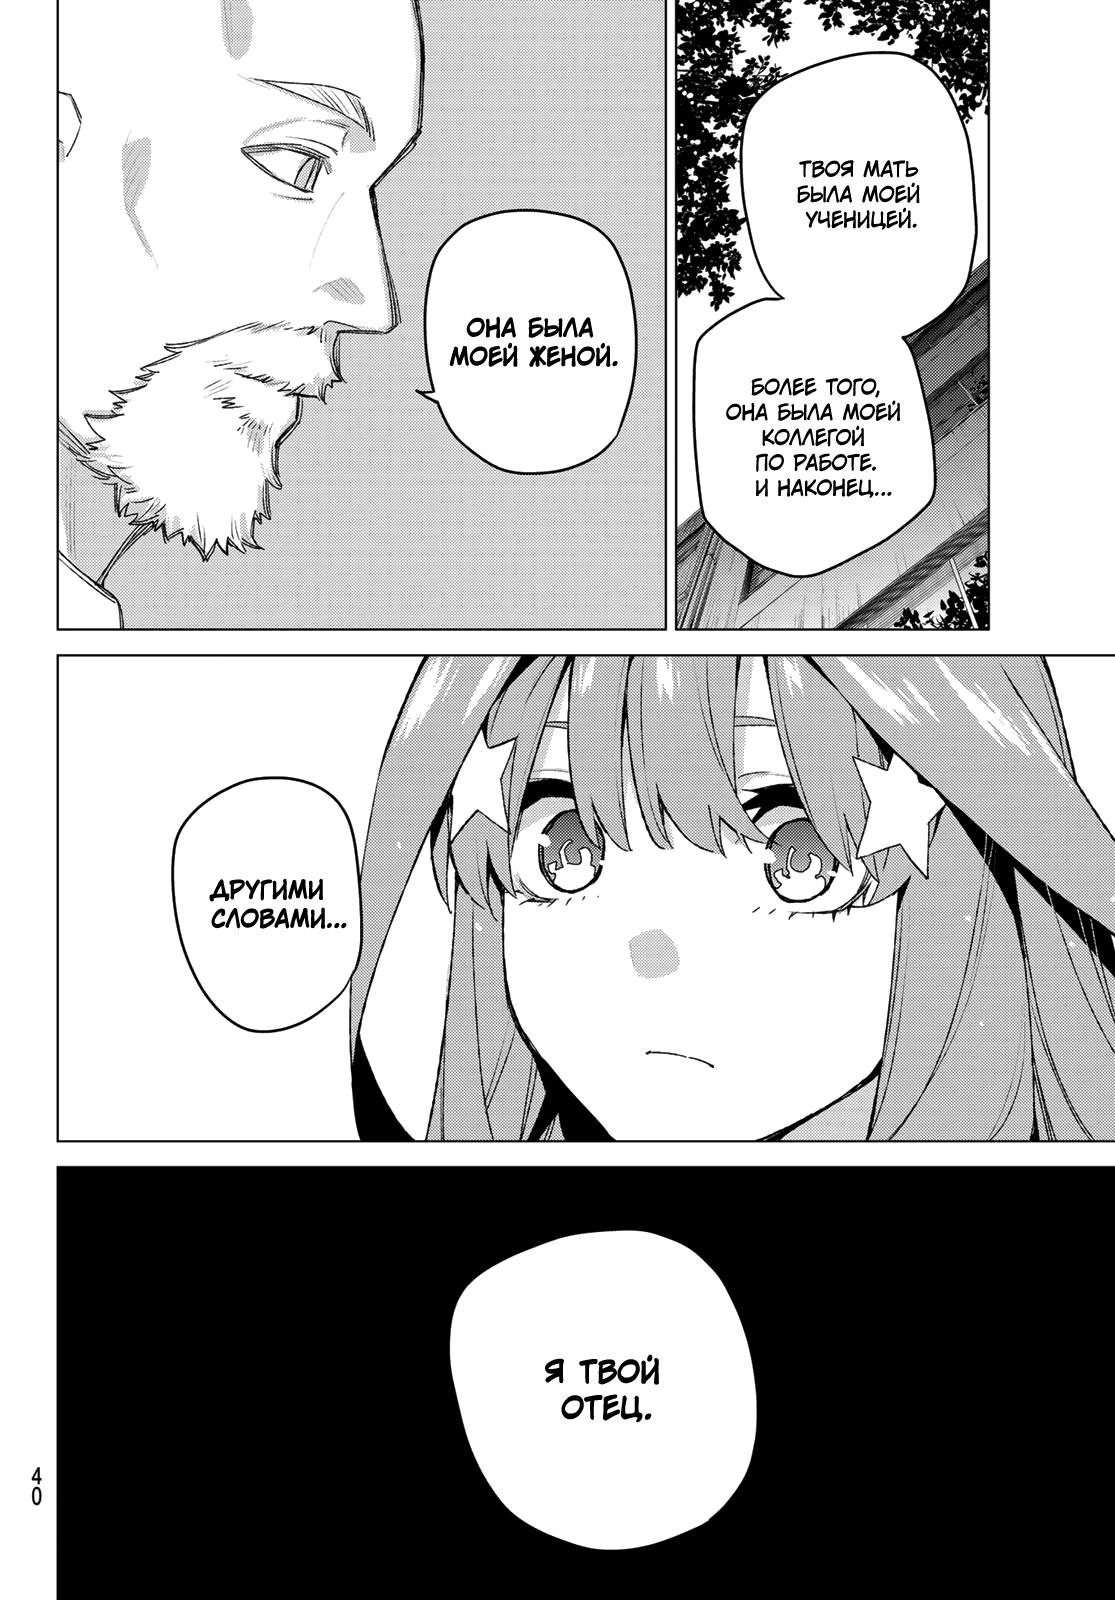 ТВОЯ МАТЬ
БЫЛА МОЕЙ
УЧЕНИЦЕЙ.
БОЛЕЕ ТОГО,
ОНА БЫЛА МОЕЙ
КОЛЛЕГОЙ
ПО РАБОТЕ.
И НАКОНЕЦ...
ОНА БЫЛА
МОЕЙ ЖЕНОЙ.
ДРУГИМИ
СЛОВАМИ...
Я ТВОЙ
ОТЕЦ.
40